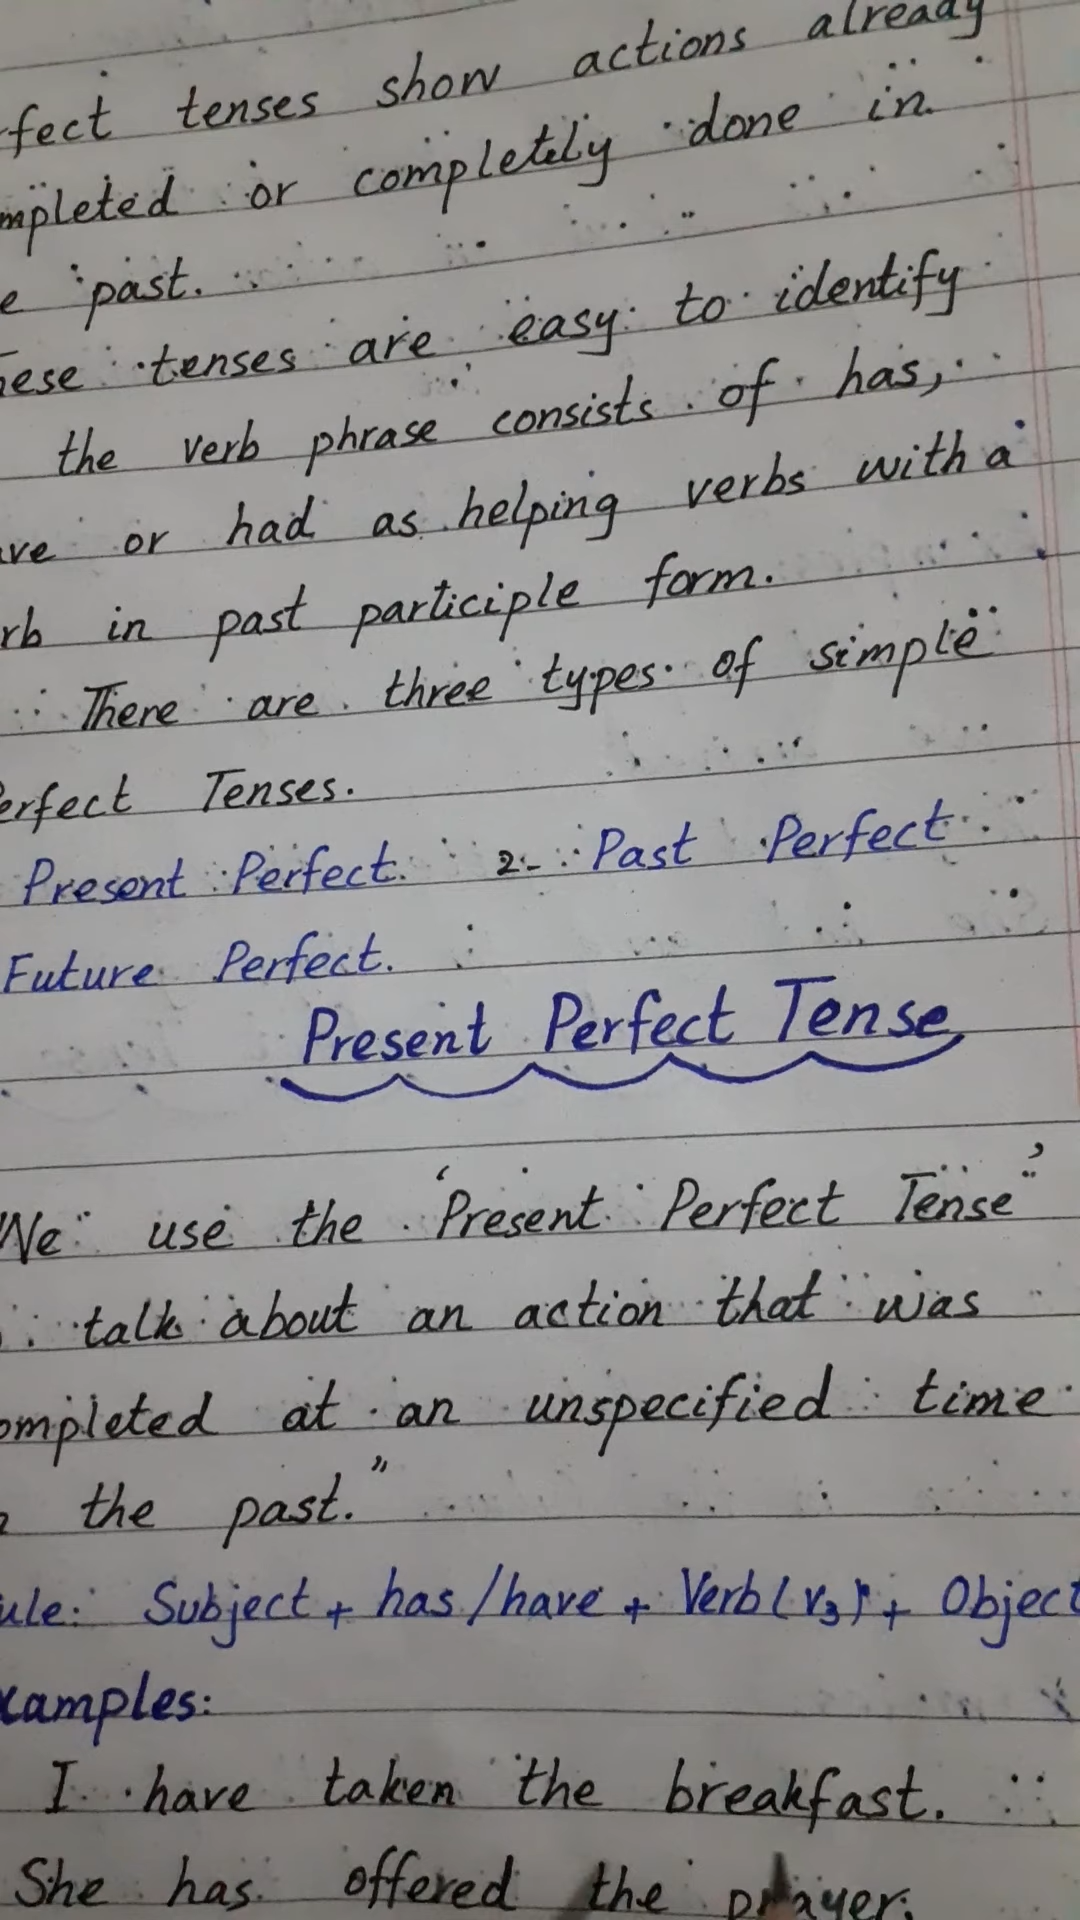 rfect tenses show actions already
mpleted or completely done in
e past.
ese tenses are easy to identify
the verb phrase consists of has,
ve or had as helping verbs with a
rb in past participle form.
There are three types of simple
erfect Tenses.
Present Perfect. 2- Past Perfect
Future Perfect.
Present Perfect Tense
We use the 'Present Perfect Tense'
talk about an action that was
ompleted at an unspecified time
the past."
ule: Subject + has/have + Verb(V3) + Object
xamples:
I have taken the breakfast.
She has offered the prayer.